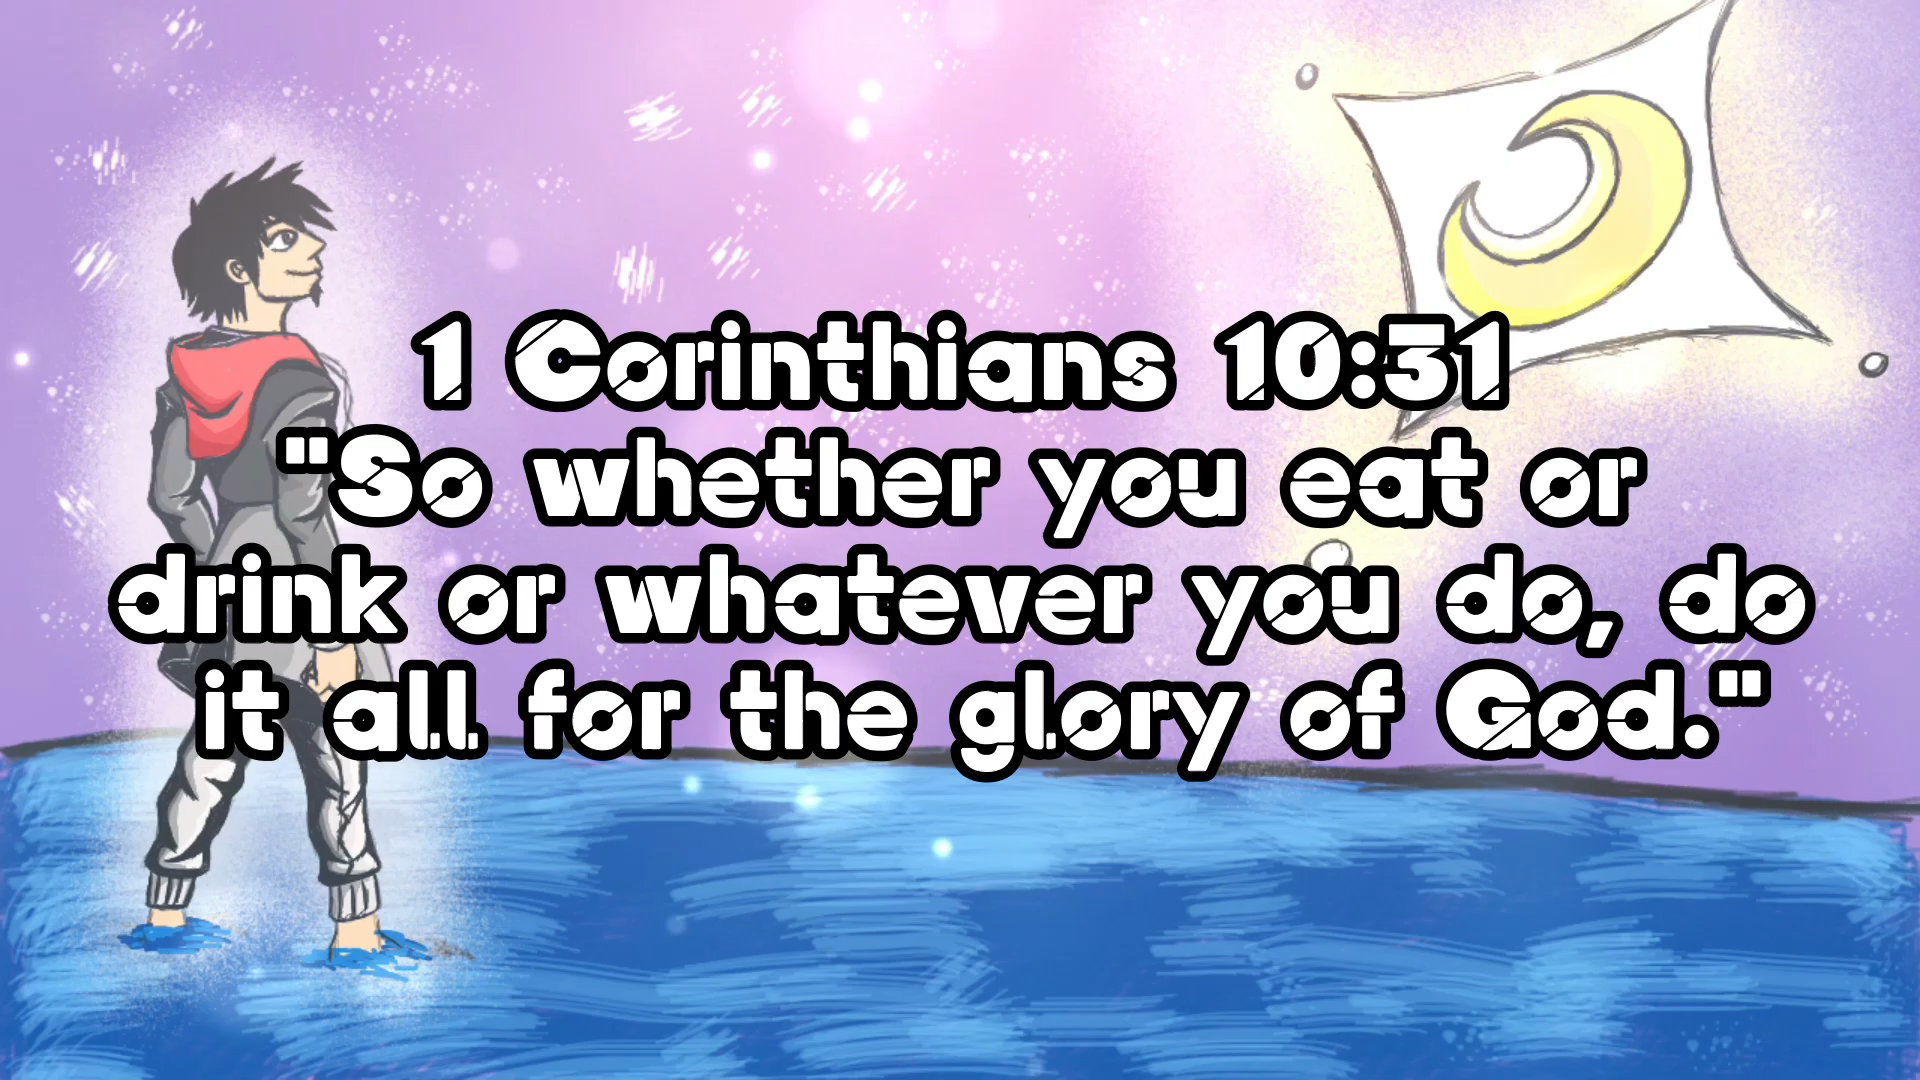 1 Corinthians 10:31
"So whether you eat or
drink or whatever you do, do
it all for the glory of God."